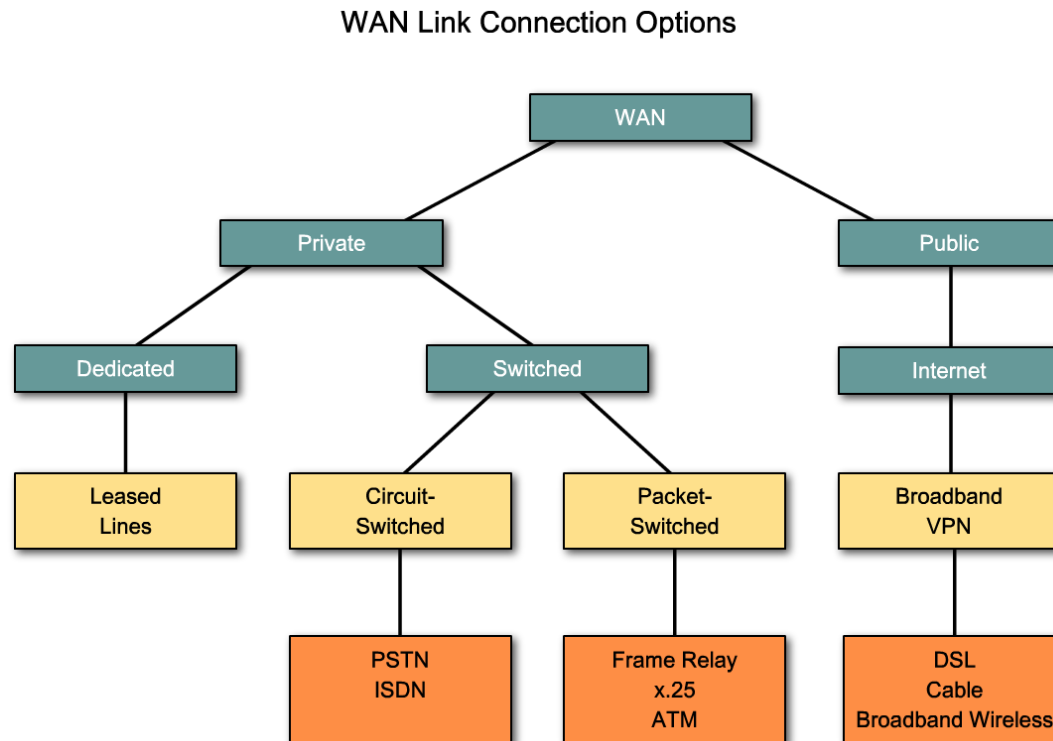 WAN Link Connection Options
WAN
Private
Public
Dedicated
Switched
Internet
Leased
Lines
Circuit-
Switched
Packet-
Switched
Broadband
VPN
PSTN
ISDN
Frame Relay
x.25
ATM
DSL
Cable
Broadband Wireless